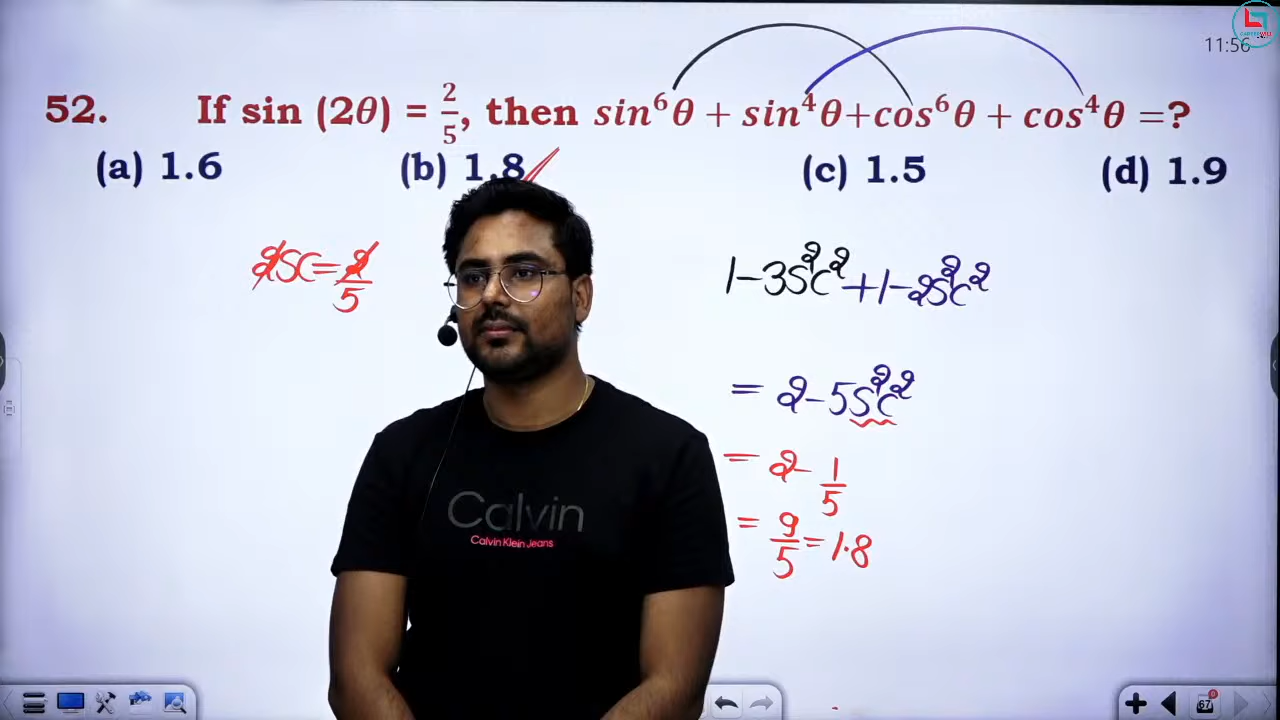 11:56
52. If sin (2θ) = 2/5, then sin⁶θ + sin⁴θ+cos⁶θ + cos⁴θ =?
(a) 1.6 (b) 1.8 (c) 1.5 (d) 1.9
2SC = 2/5
1-3S²C²+1-2S²C²
= 2-5S²C²
= 2-1/5
= 9/5 = 1.8
Calvin
Calvin Klein Jeans
67